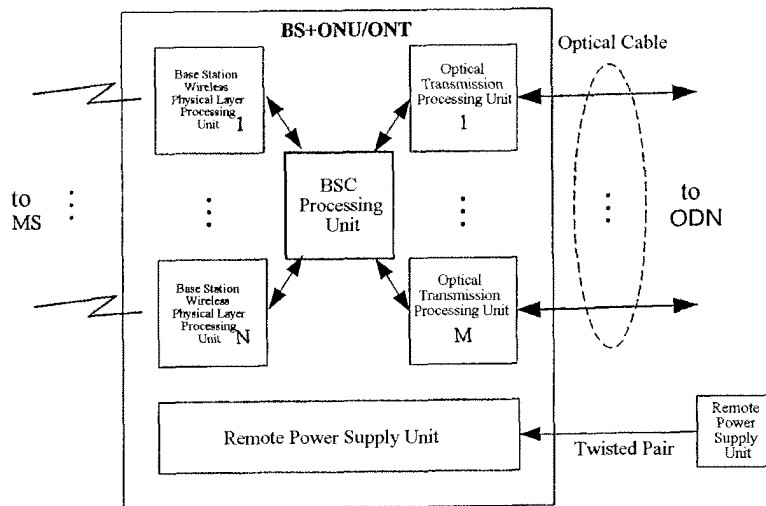 BS+ONU/ONT
Optical Cable
Base Station
Wireless
Physical Layer
Processing
Unit 1
Optical
Transmission
Processing Unit
1
BSC
Processing
Unit
to
MS
to
ODN
Base Station
Wireless
Physical Layer
Processing
Unit N
Optical
Transmission
Processing Unit
M
Remote Power Supply Unit
Twisted Pair
Remote
Power
Supply
Unit